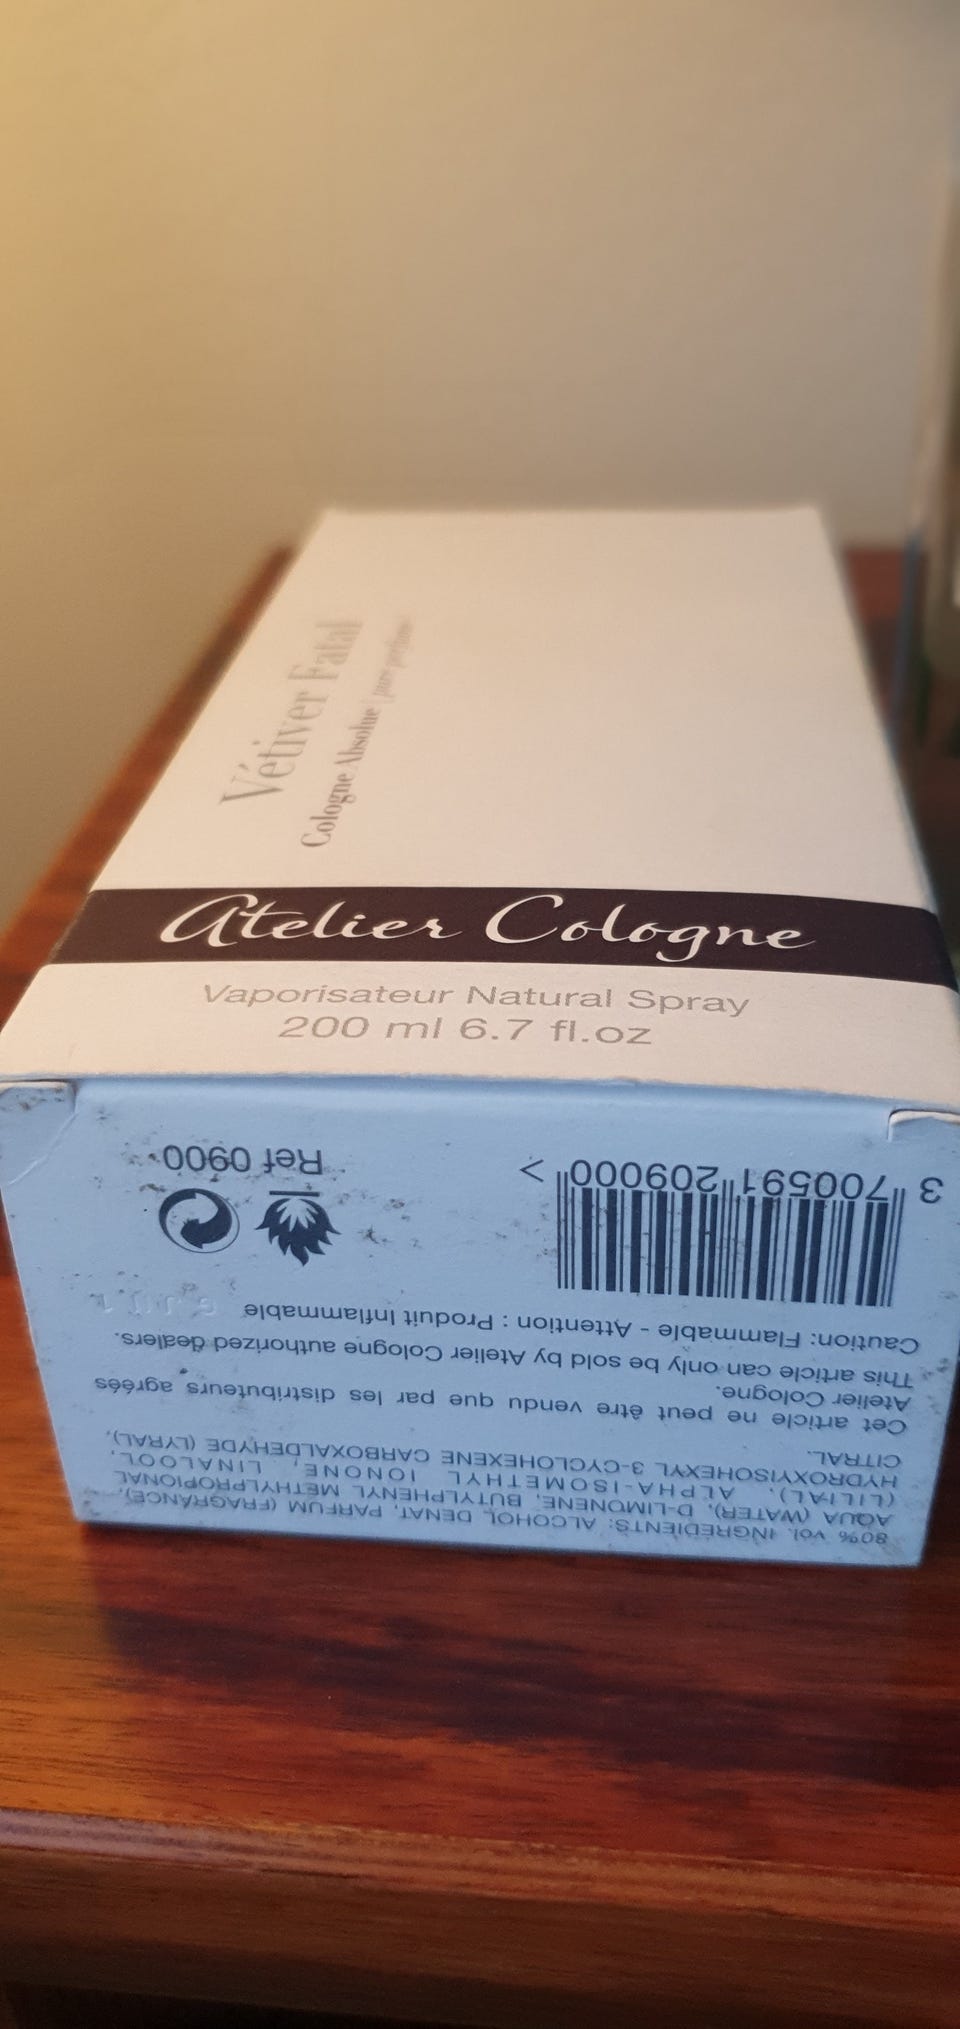 Vétiver Fatal
Cologne Absolue (pure perfume)
Atelier Cologne
Vaporisateur Natural Spray
200 ml 6.7 fl.oz
80% vol. INGREDIENTS: ALCOHOL DENAT, PARFUM (FRAGRANCE),
AQUA (WATER), D-LIMONENE, BUTYLPHENYL METHYLPROPIONAL
(LILIAL), ALPHA-ISOMETHYL IONONE, LINALOOL,
HYDROXYISOHEXYL 3-CYCLOHEXENE CARBOXALDEHYDE (LYRAL),
CITRAL.
Cet article ne peut être vendu que par les distributeurs agréés
Atelier Cologne.
This article can only be sold by Atelier Cologne authorized dealers.
Caution: Flammable - Attention : Produit Inflammable
3 700591 209000 >
Ref 0900